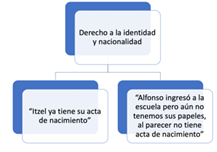 Derecho a la identidad
y nacionalidad
"Itzel ya tiene su acta
de nacimiento"
"Alfonso ingresó a la
escuela pero aún no
tenemos sus papeles,
al parecer no tiene
acta de nacimiento"